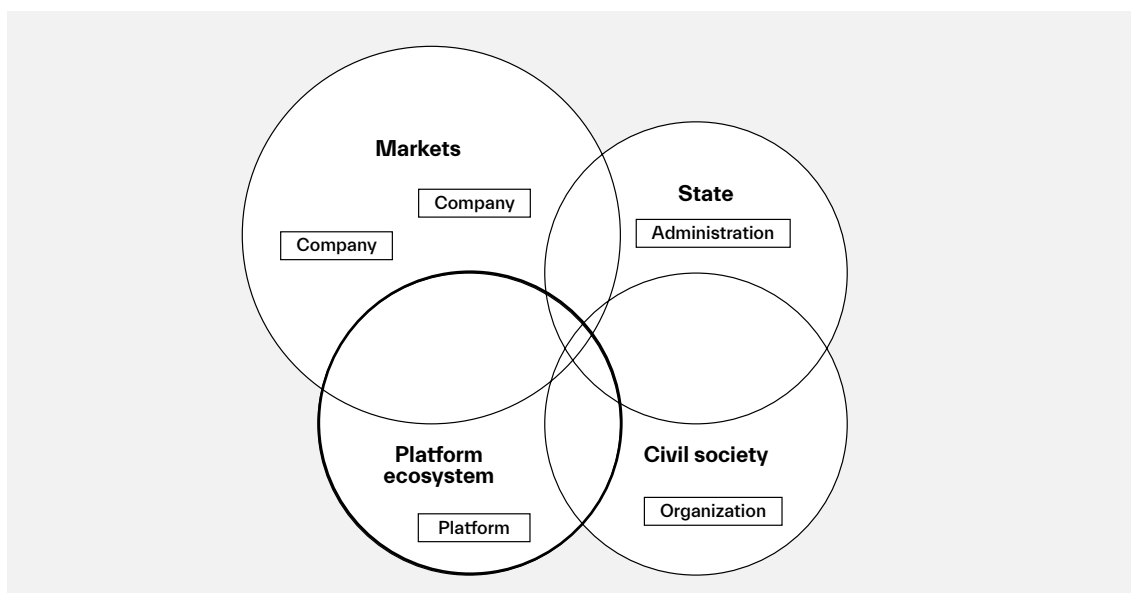 Markets
Company
Company
State
Administration
Platform
ecosystem
Platform
Civil society
Organization